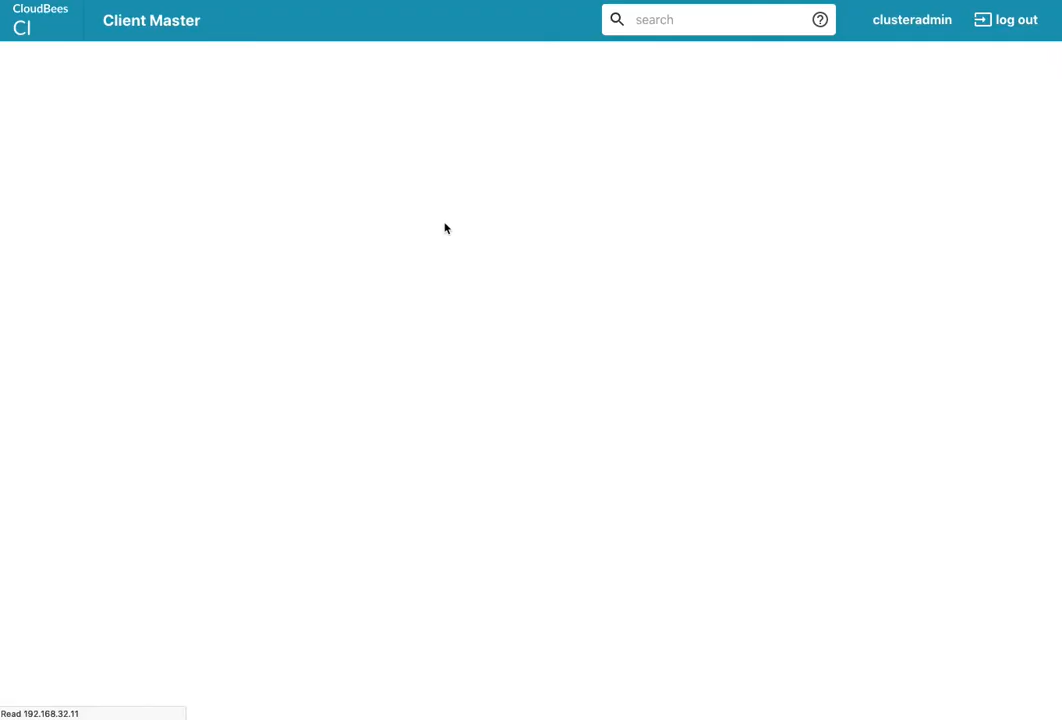 CloudBees
CI
Client Master
search
clusteradmin
log out
Read 192.168.32.11